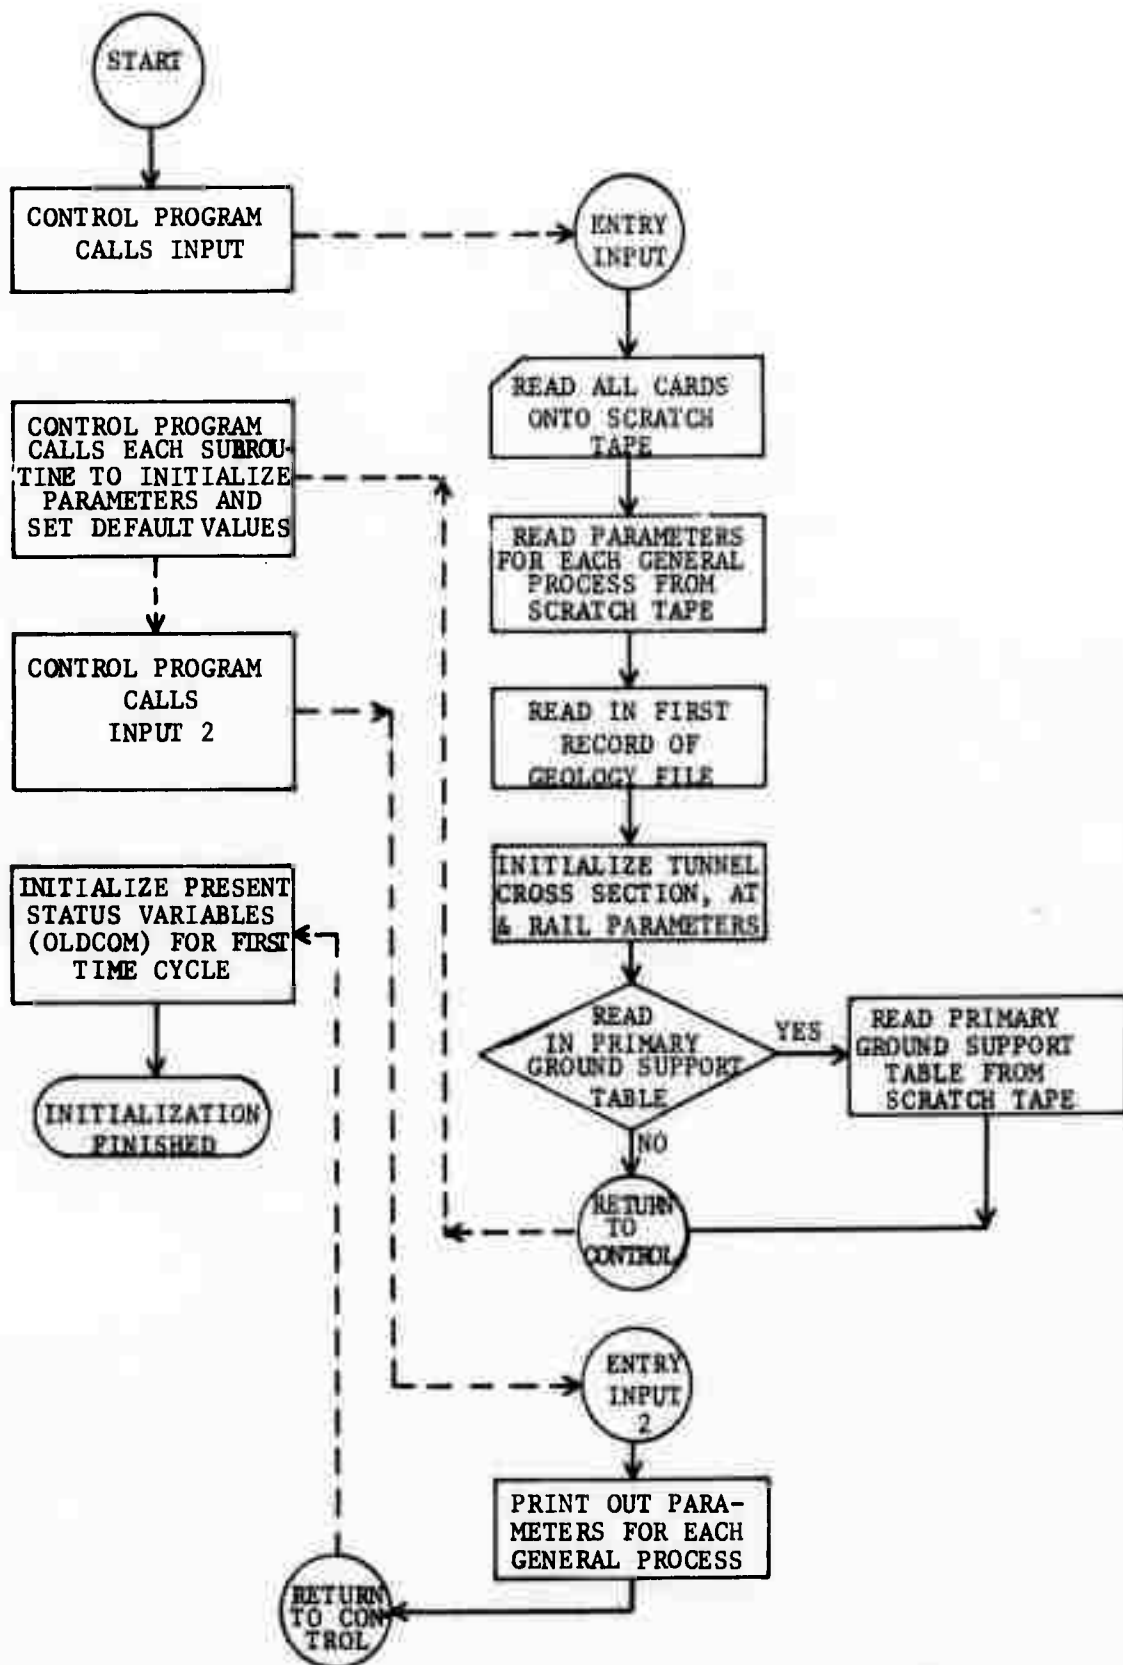 START
CONTROL PROGRAM
CALLS INPUT
ENTRY
INPUT
READ ALL CARDS
ONTO SCRATCH
TAPE
CONTROL PROGRAM
CALLS EACH SUBROU-
TINE TO INITIALIZE
PARAMETERS AND
SET DEFAULT VALUES
READ PARAMETERS
FOR EACH GENERAL
PROCESS FROM
SCRATCH TAPE
CONTROL PROGRAM
CALLS
INPUT 2
READ IN FIRST
RECORD OF
GEOLOGY FILE
INITIALIZE TUNNEL
CROSS SECTION, AT
& RAIL PARAMETERS
INITIALIZE PRESENT
STATUS VARIABLES
(OLDCOM) FOR FIRST
TIME CYCLE
READ
IN PRIMARY
GROUND SUPPORT
TABLE
YES
READ PRIMARY
GROUND SUPPORT
TABLE FROM
SCRATCH TAPE
INITIALIZATION
FINISHED
NO
RETURN
TO
CONTROL
ENTRY
INPUT
2
PRINT OUT PARA-
METERS FOR EACH
GENERAL PROCESS
RETURN
TO CON
TROL